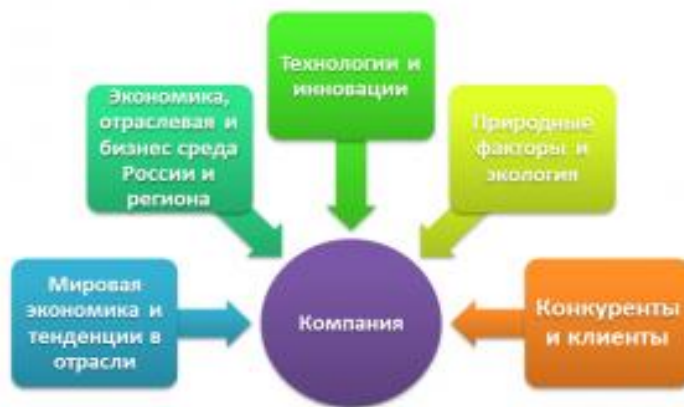 Технологии и
инновации
Экономика,
отраслевая и
бизнес среда
России и
региона
Природные
факторы и
экология
Мировая
экономика и
тенденции в
отрасли
Компания
Конкуренты
и клиенты